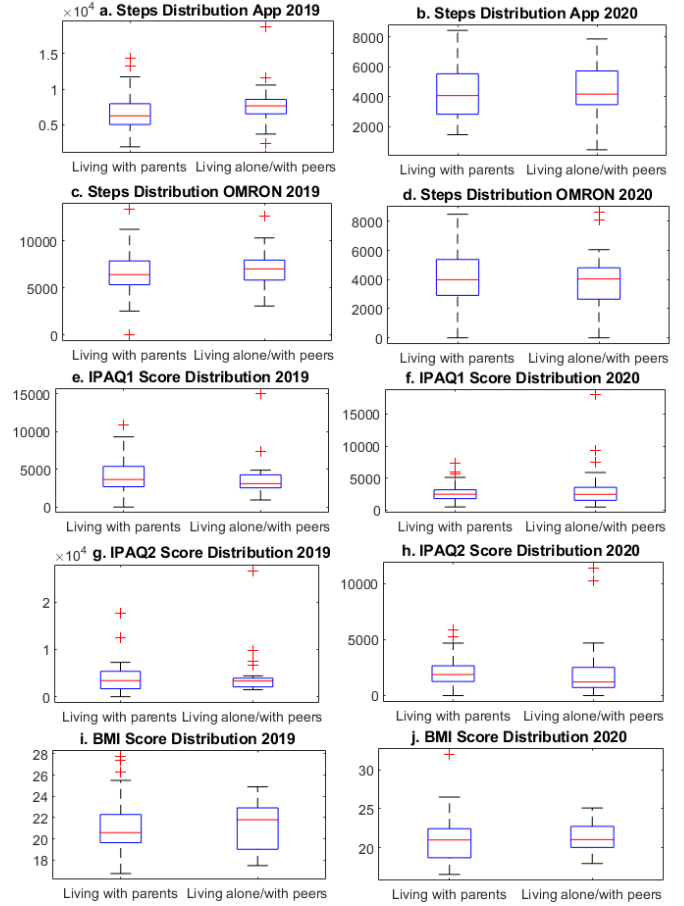 ×10⁴ a. Steps Distribution App 2019
1.5
1
0.5
Living with parents Living alone/with peers
b. Steps Distribution App 2020
8000
6000
4000
2000
Living with parents Living alone/with peers
c. Steps Distribution OMRON 2019
10000
5000
0
Living with parents Living alone/with peers
d. Steps Distribution OMRON 2020
8000
6000
4000
2000
0
Living with parents Living alone/with peers
e. IPAQ1 Score Distribution 2019
15000
10000
5000
0
Living with parents Living alone/with peers
f. IPAQ1 Score Distribution 2020
15000
10000
5000
0
Living with parents Living alone/with peers
×10⁴ g. IPAQ2 Score Distribution 2019
2
1
0
Living with parents Living alone/with peers
h. IPAQ2 Score Distribution 2020
10000
5000
0
Living with parents Living alone/with peers
i. BMI Score Distribution 2019
28
26
24
22
20
18
Living with parents Living alone/with peers
j. BMI Score Distribution 2020
30
25
20
Living with parents Living alone/with peers